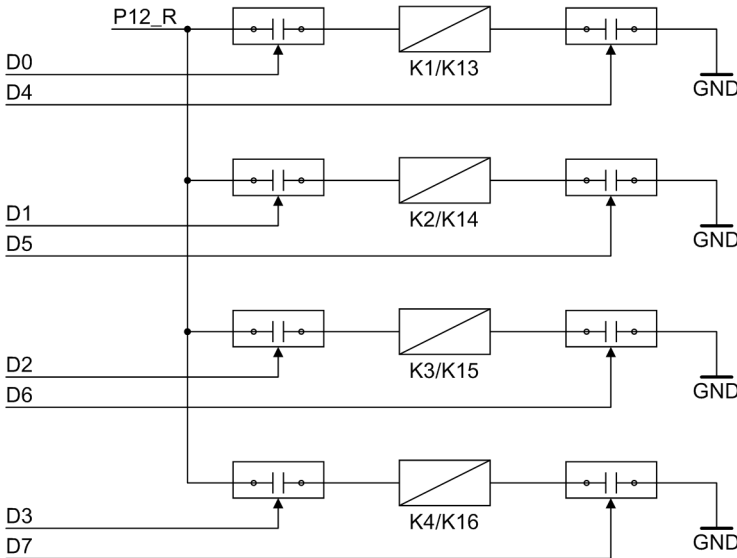 P12_R
D0
K1/K13
D4
GND
D1
K2/K14
D5
GND
D2
K3/K15
D6
GND
D3
K4/K16
D7
GND